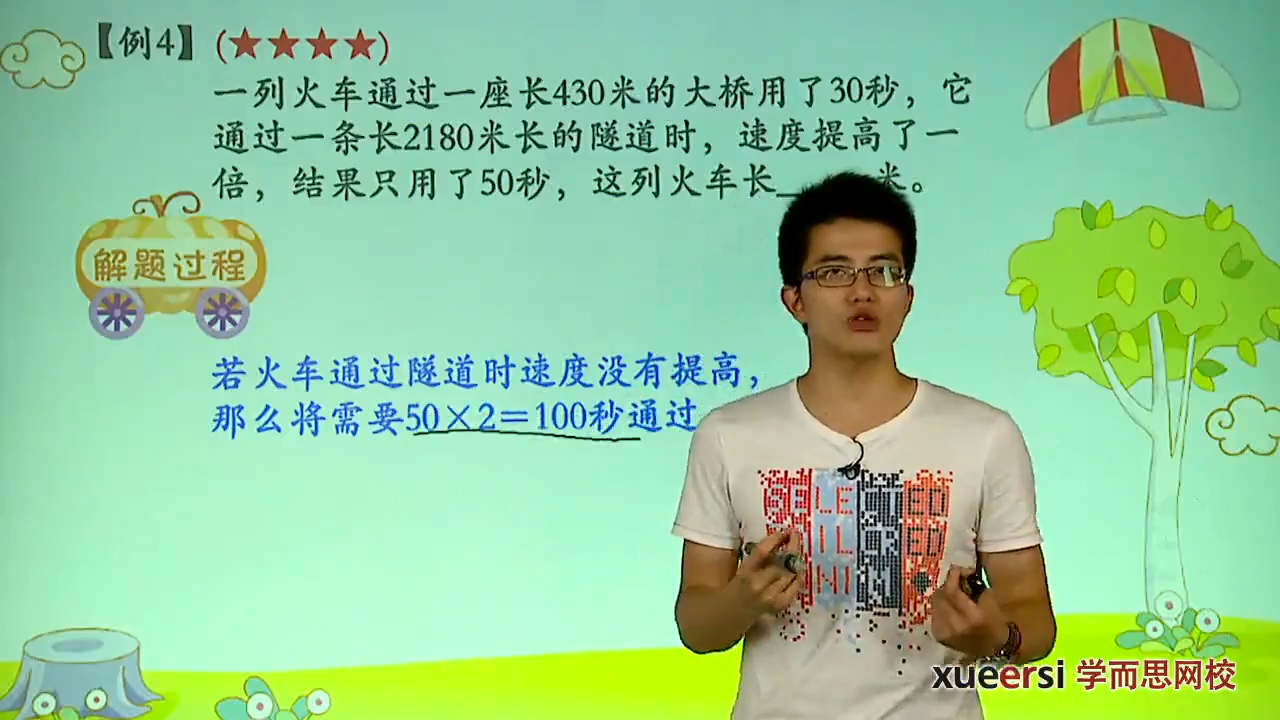 【例4】(★★★★)
一列火车通过一座长430米的大桥用了30秒，它
通过一条长2180米长的隧道时，速度提高了一
倍，结果只用了50秒，这列火车长____米。
解题过程
若火车通过隧道时速度没有提高，
那么将需要50×2＝100秒通过
SELECTED
xueersi 学而思网校